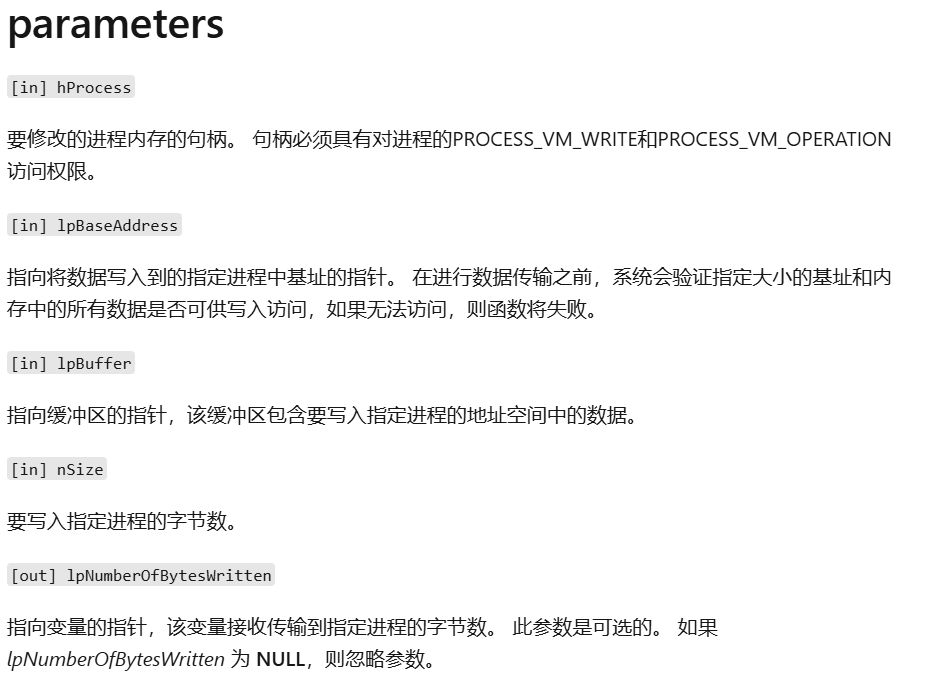 parameters
[in] hProcess
要修改的进程内存的句柄。 句柄必须具有对进程的PROCESS_VM_WRITE和PROCESS_VM_OPERATION
访问权限。
[in] lpBaseAddress
指向将数据写入到的指定进程中基址的指针。 在进行数据传输之前，系统会验证指定大小的基址和内
存中的所有数据是否可供写入访问，如果无法访问，则函数将失败。
[in] lpBuffer
指向缓冲区的指针，该缓冲区包含要写入指定进程的地址空间中的数据。
[in] nSize
要写入指定进程的字节数。
[out] lpNumberOfBytesWritten
指向变量的指针，该变量接收传输到指定进程的字节数。 此参数是可选的。 如果
lpNumberOfBytesWritten 为 NULL，则忽略参数。